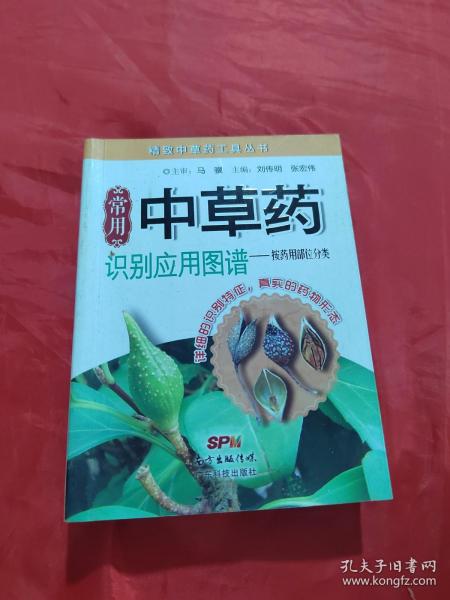 精致中草药工具丛书
◎主审：马骥 主编：刘传明 张宏伟
常用
中草药
识别应用图谱——按药用部位分类
详细的识别特征，真实的药物形态
SPM
南方出版传媒
广东科技出版社
孔夫子旧书网
www.kongfz.com